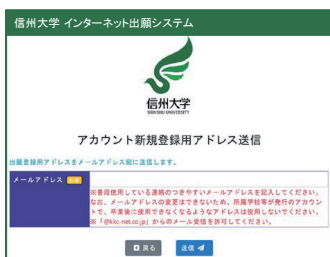 信州大学 インターネット出願システム
信州大学
SHINSHU UNIVERSITY
アカウント新規登録用アドレス送信
出願登録用アドレスをメールアドレス宛に送信します。
メールアドレス 必須
※普段使用している連絡のつきやすいメールアドレスを記入してください。
なお、メールアドレスの変更はできないため、所属学校等が発行のアカウン
トで、卒業後に使用できなくなるようなアドレスは使用しないでください。
※「@kkc-net.co.jp」からのメール受信を許可してください。
戻る
送信